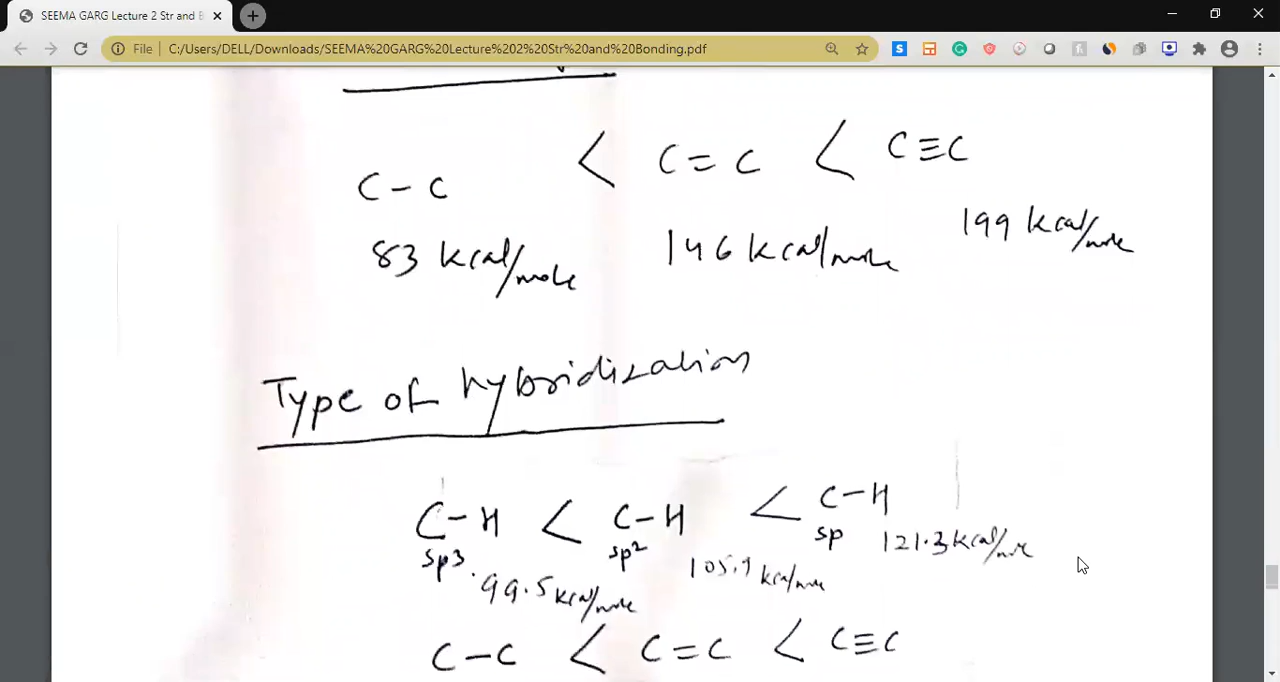 SEEMA GARG Lecture 2 Str and B
File C:/Users/DELL/Downloads/SEEMA%20GARG%20Lecture%202%20Str%20and%20Bonding.pdf
C-C < C=C < C≡C
83 kcal/mole 146 kcal/mole 199 kcal/mole
Type of hybridization
C-H < C-H < C-H
sp3 sp2 sp
99.5 kcal/mole 105.9 kcal/mole 121.3 kcal/mole
C-C < C=C < C≡C